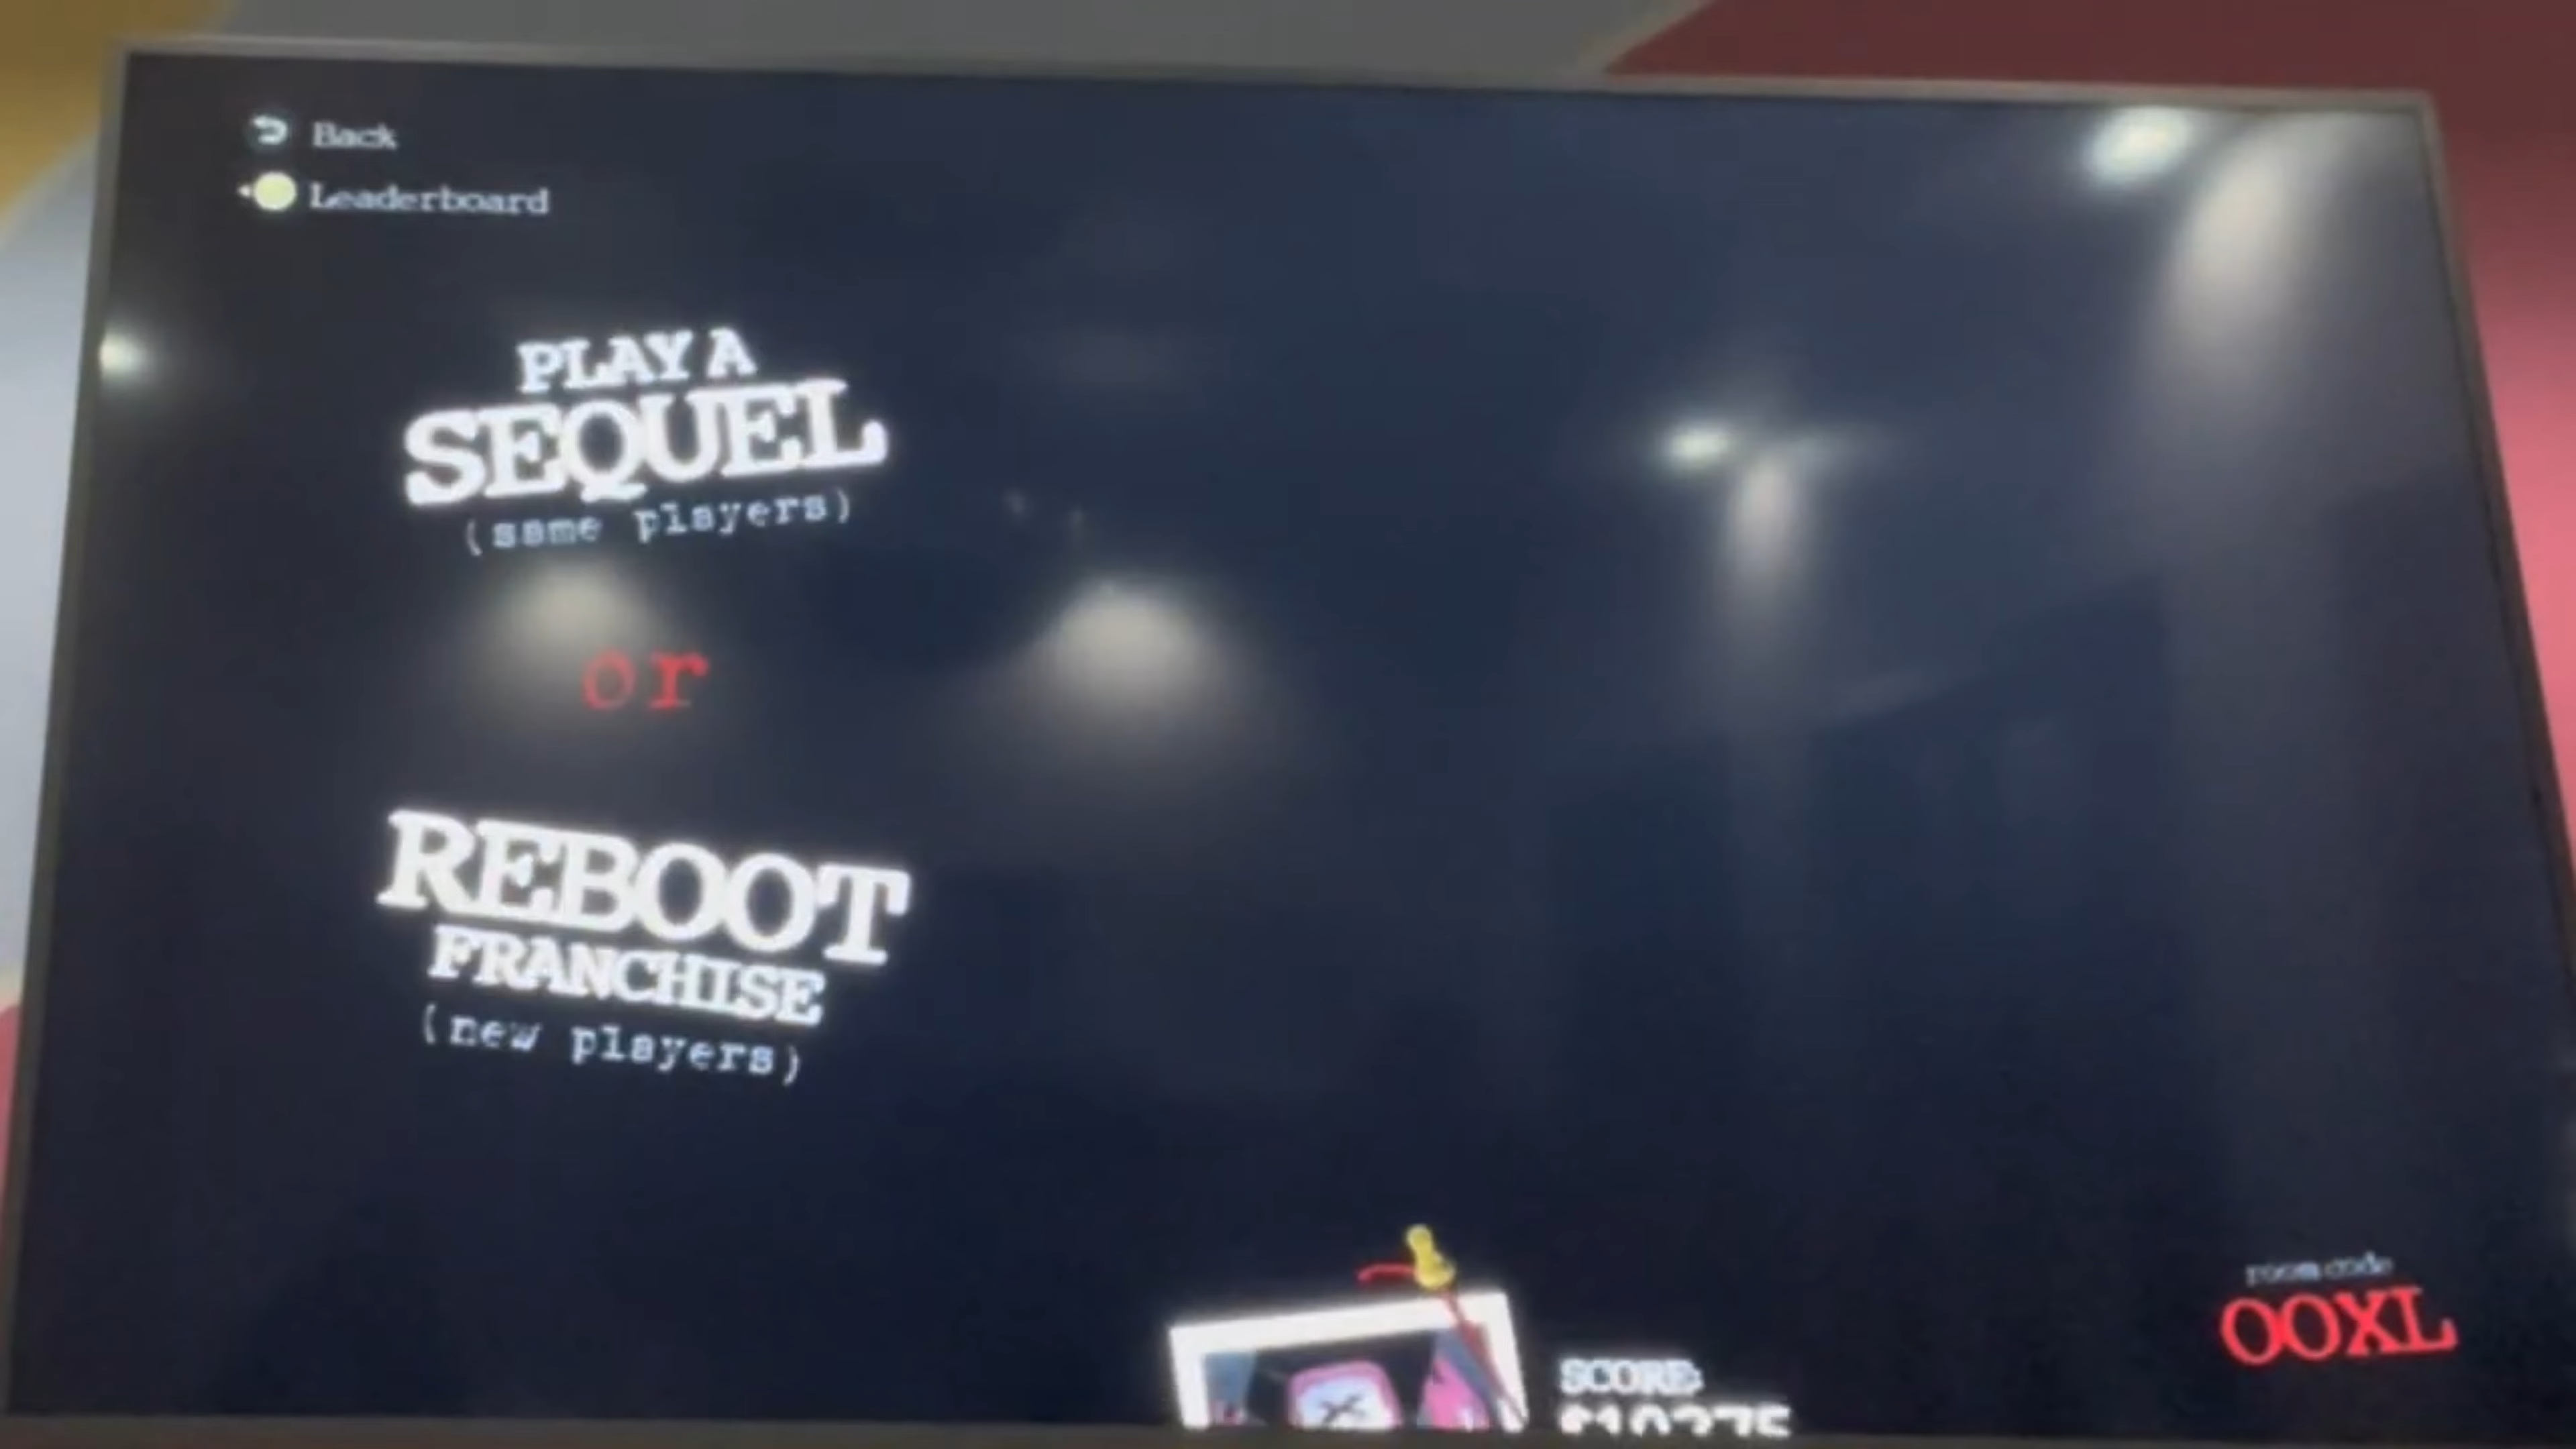 Back
Leaderboard
PLAY A
SEQUEL
(same players)
or
REBOOT
FRANCHISE
(new players)
room code
OOXL
SCORE: